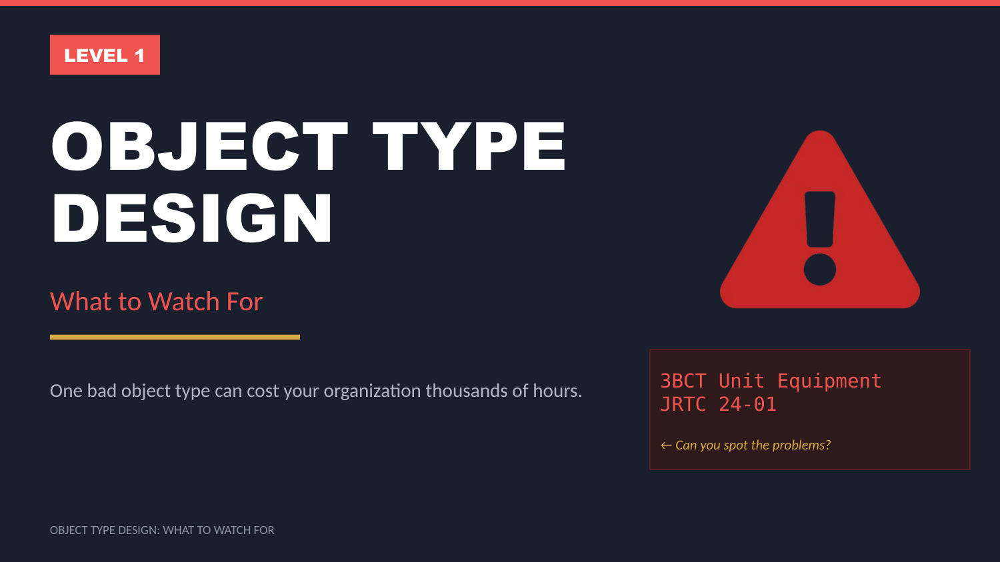 LEVEL 1
OBJECT TYPE
DESIGN
What to Watch For
One bad object type can cost your organization thousands of hours.
3BCT Unit Equipment
JRTC 24-01
← Can you spot the problems?
OBJECT TYPE DESIGN: WHAT TO WATCH FOR